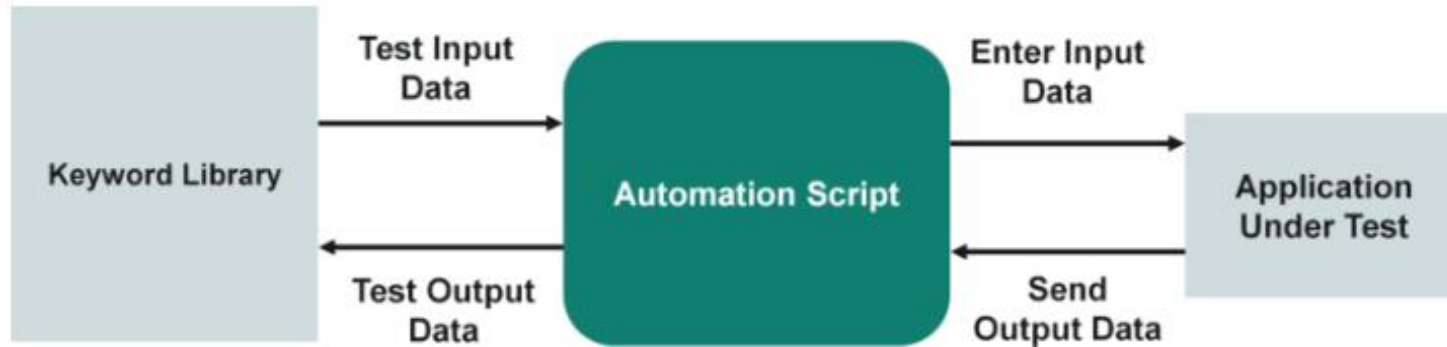 Test Input
Data
Enter Input
Data
Keyword Library
Automation Script
Application
Under Test
Test Output
Data
Send
Output Data